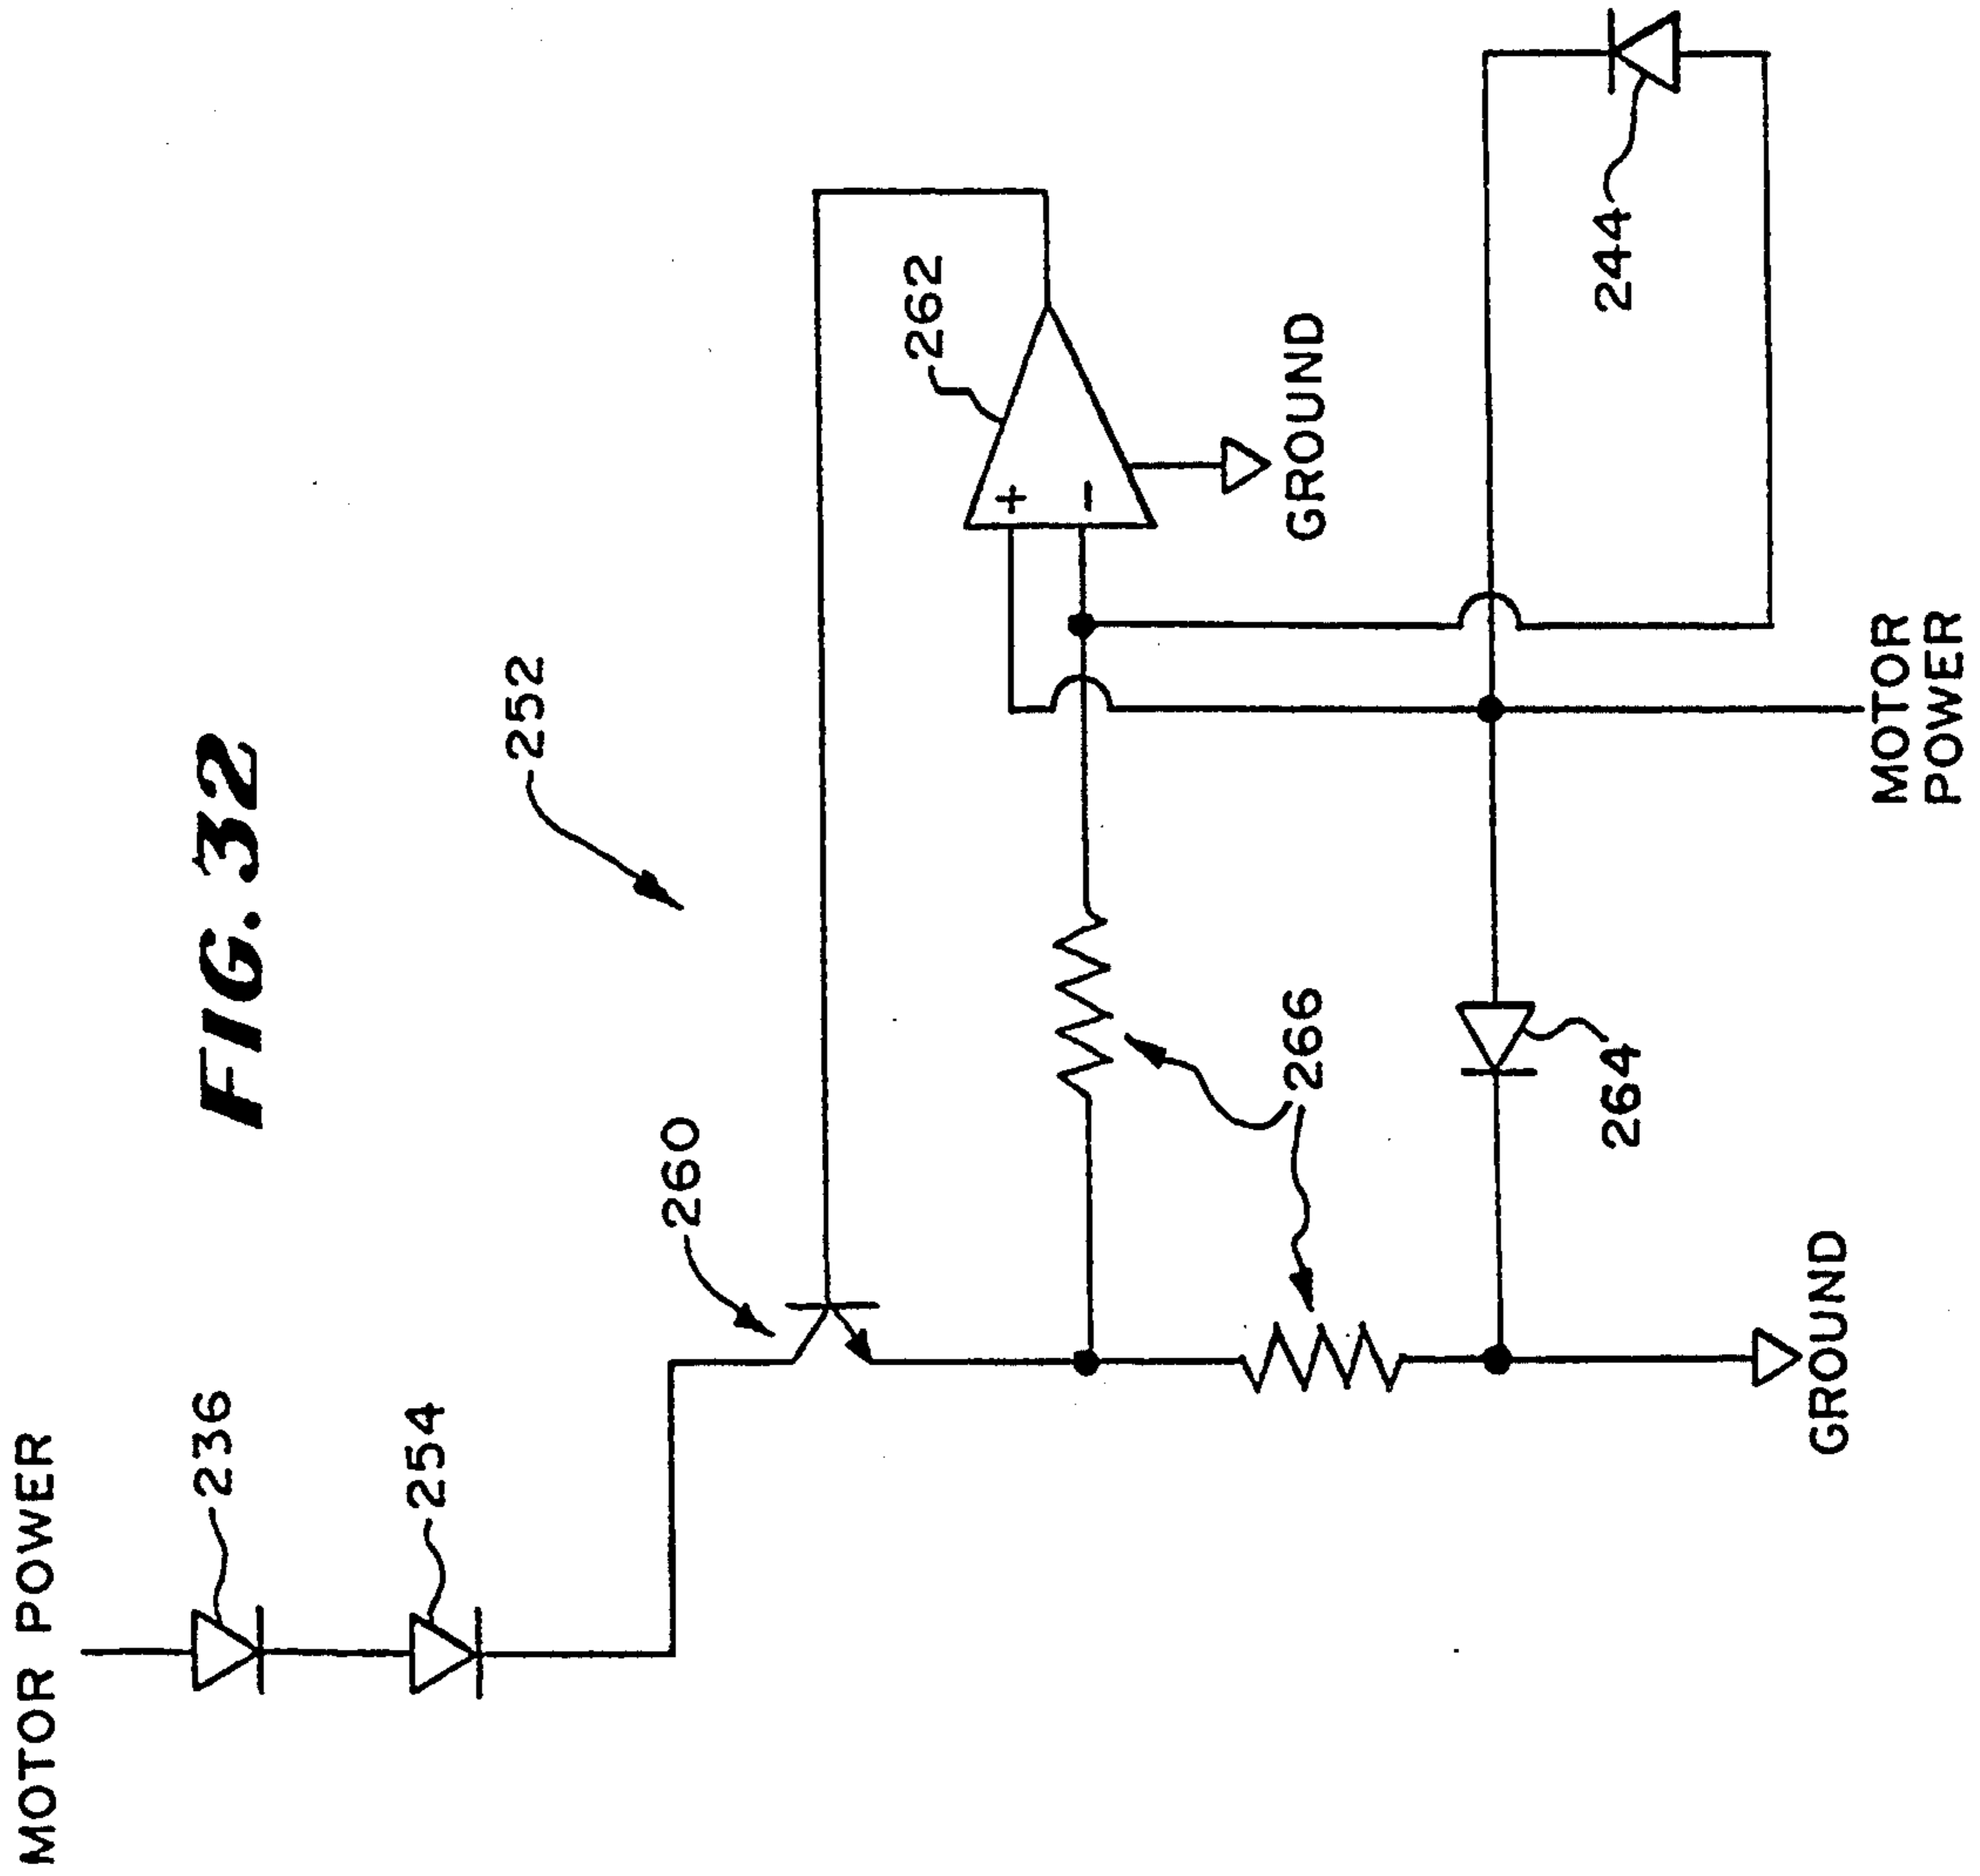 FIG. 32
MOTOR POWER
236
254
260
252
262
266
GROUND
264
244
GROUND
MOTOR
POWER